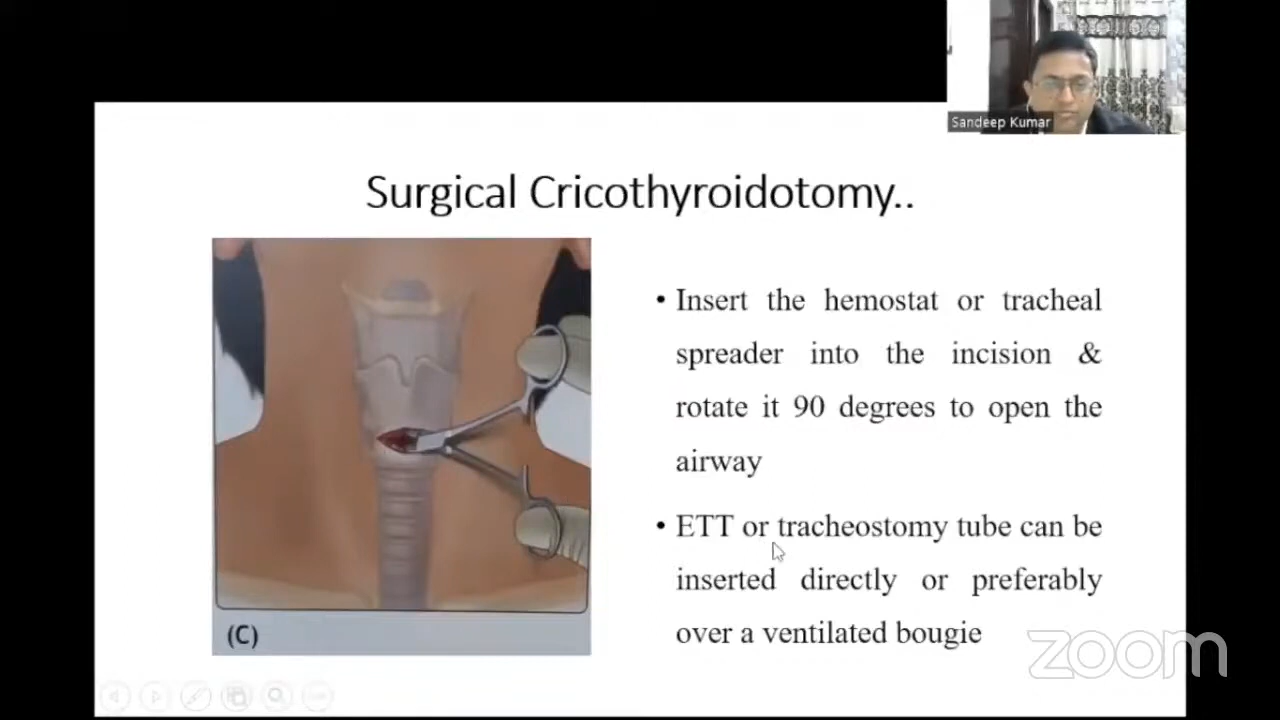 Sandeep Kumar
Surgical Cricothyroidotomy..
• Insert the hemostat or tracheal
spreader into the incision &
rotate it 90 degrees to open the
airway
• ETT or tracheostomy tube can be
inserted directly or preferably
over a ventilated bougie
(C)
zoom